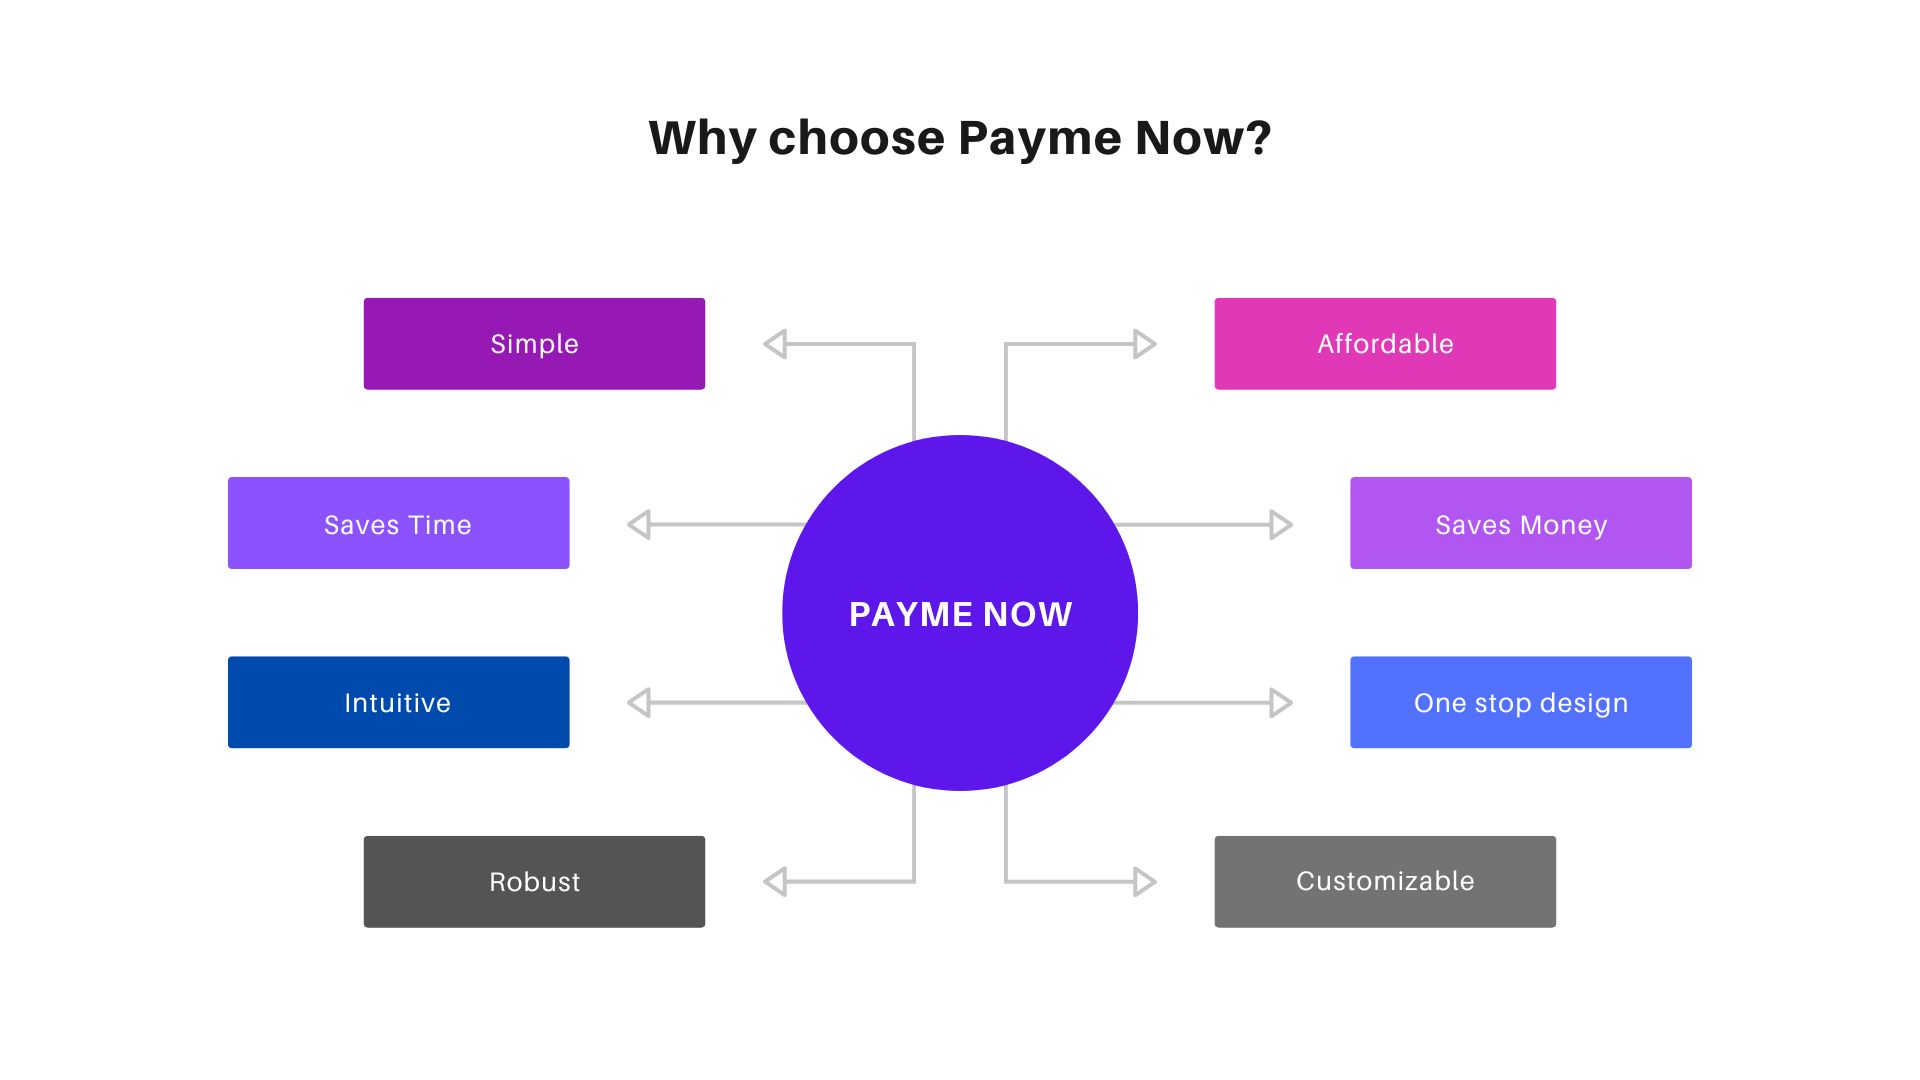 Why choose Payme Now?
Simple
Affordable
Saves Time
Saves Money
PAYME NOW
Intuitive
One stop design
Robust
Customizable